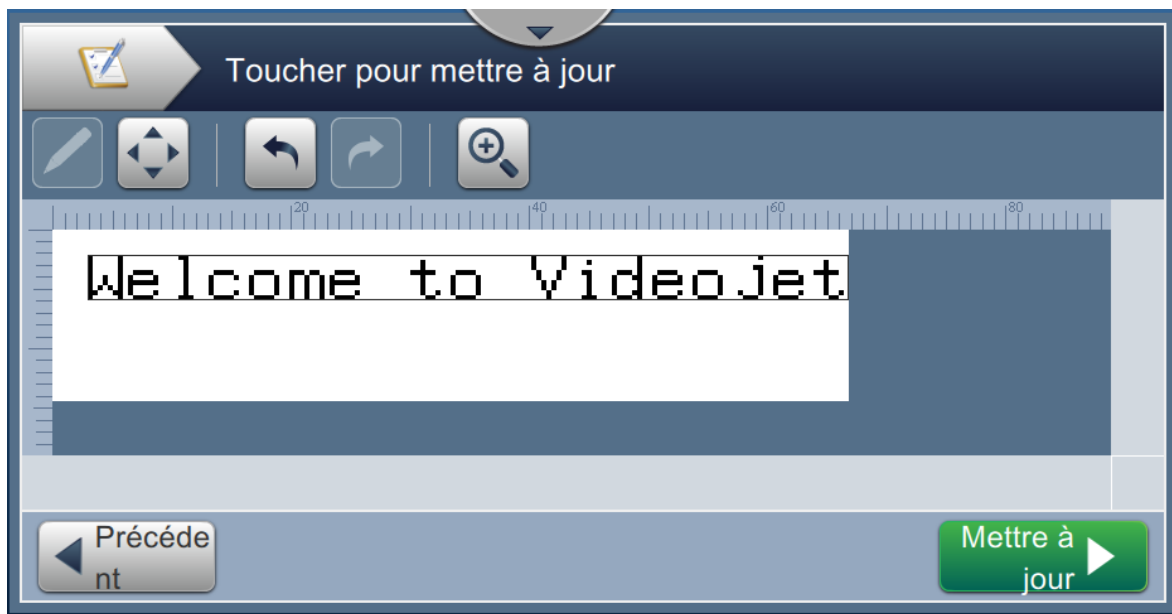 Toucher pour mettre à jour
20 40 60 80
Welcome to Videojet
Précéde
nt
Mettre à
jour